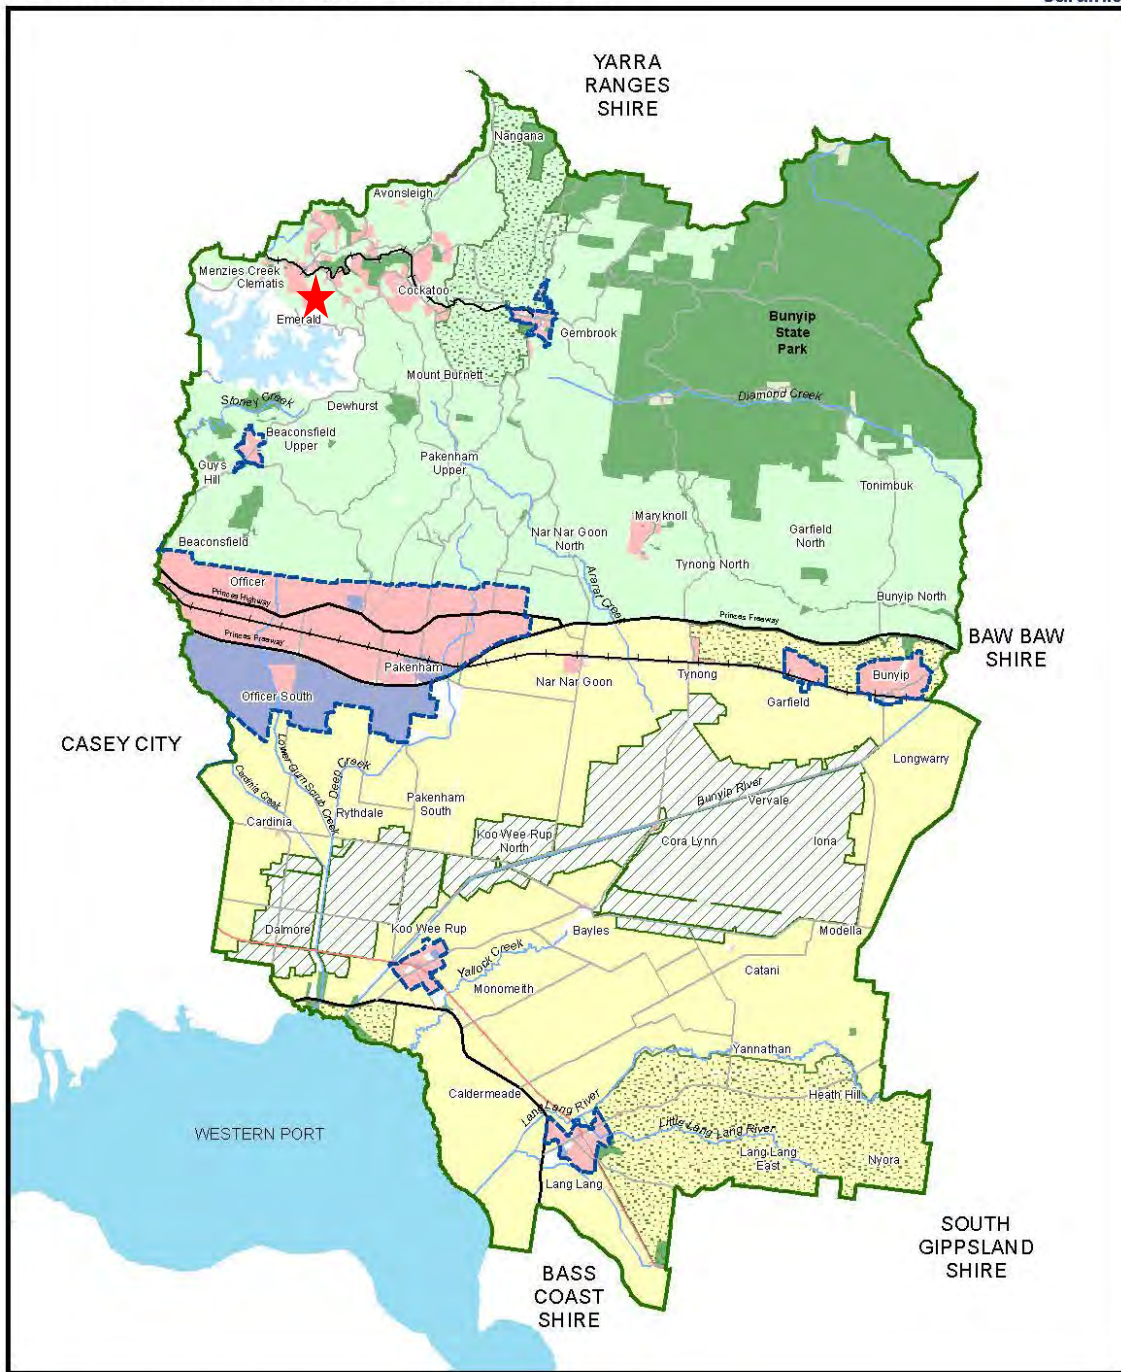 YARRA
RANGES
SHIRE
Nangana
Avonsleigh
Menzies Creek
Clematis
Cockatoo
Emerald
Gembrook
Bunyip
State
Park
Mount Burnett
Diamond Creek
Stoney Creek
Dewhurst
Beaconsfield
Upper
Guys
Hill
Pakenham
Upper
Tonimbuk
Maryknoll
Nar Nar Goon
North
Garfield
North
Beaconsfield
Tynong North
Ararat Creek
Officer
Princes Highway
Bunyip North
Princes Freeway
Princes Freeway
BAW BAW
SHIRE
Pakenham
Nar Nar Goon
Tynong
Bunyip
Officer South
Garfield
CASEY CITY
Longwarry
Cardinia Creek
Lower Gum Scrub Creek
Deep Creek
Bunyip River
Vervale
Rythdale
Pakenham
South
Cardinia
Koo Wee Rup
North
Cora Lynn
Iona
Dalmore
Koo Wee Rup
Bayles
Modella
Yallock Creek
Catani
Monomeith
Yannathan
Caldermeade
Heath Hill
Lang Lang River
Little Lang Lang River
WESTERN PORT
Lang Lang
East
Nyora
Lang Lang
SOUTH
GIPPSLAND
SHIRE
BASS
COAST
SHIRE